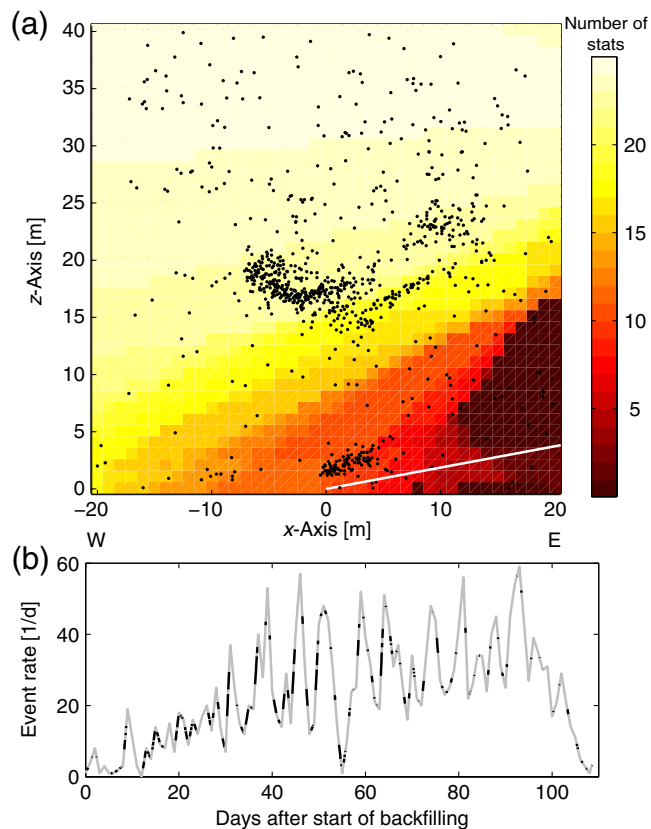 (a)
Number of
stats
40
35
30
25
20
15
10
5
0
z-Axis [m]
−20
−10
0
10
20
W
x-Axis [m]
E
20
15
10
5
(b)
60
40
20
0
Event rate [1/d]
0
20
40
60
80
100
Days after start of backfilling